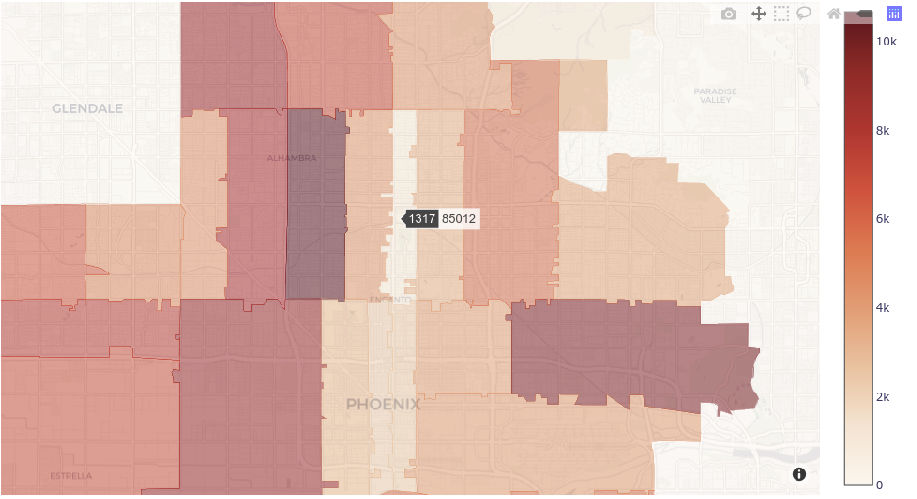 GLENDALE
PARADISE
VALLEY
ALHAMBRA
1317 85012
ENCANTO
PHOENIX
ESTRELLA
10k
8k
6k
4k
2k
0